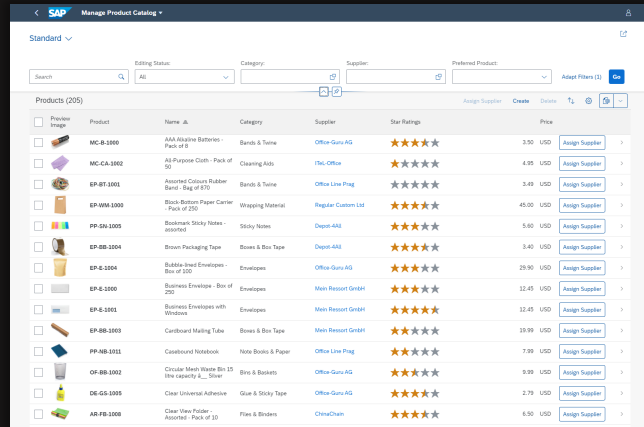 SAP Manage Product Catalog
Standard
Editing Status: Category: Supplier: Preferred Product:
Search All Adapt Filters (1) Go
Products (205) Assign Supplier Create Delete
Preview Image Product Name Category Supplier Star Ratings Price
MC-B-1000 AAA Alkaline Batteries - Pack of 8 Bands & Twine Office-Guru AG 3.50 USD Assign Supplier
MC-CA-1002 All-Purpose Cloth - Pack of 50 Cleaning Aids ITeL-Office 4.95 USD Assign Supplier
EP-BT-1001 Assorted Colours Rubber Band - Bag of 870 Bands & Twine Office Line Prag 3.49 USD Assign Supplier
EP-WM-1000 Block-Bottom Paper Carrier - Pack of 250 Wrapping Material Regular Custom Ltd 45.00 USD Assign Supplier
PP-SN-1005 Bookmark Sticky Notes - assorted Sticky Notes Depot-4All 5.60 USD Assign Supplier
EP-BB-1004 Brown Packaging Tape Boxes & Box Tape Depot-4All 3.40 USD Assign Supplier
EP-E-1004 Bubble-lined Envelopes - Box of 100 Envelopes Office-Guru AG 29.90 USD Assign Supplier
EP-E-1000 Business Envelope - Box of 250 Envelopes Mein Ressort GmbH 12.45 USD Assign Supplier
EP-E-1001 Business Envelopes with Windows Envelopes Mein Ressort GmbH 12.45 USD Assign Supplier
EP-BB-1003 Cardboard Mailing Tube Boxes & Box Tape Mein Ressort GmbH 19.99 USD Assign Supplier
PP-NB-1011 Casebound Notebook Note Books & Paper Office Line Prag 7.99 USD Assign Supplier
OF-BB-1002 Circular Mesh Waste Bin 15 litre capacity â__ Silver Bins & Baskets Office-Guru AG 9.99 USD Assign Supplier
DE-GS-1005 Clear Universal Adhesive Glue & Sticky Tape Office-Guru AG 2.79 USD Assign Supplier
AR-FB-1008 Clear View Folder - Assorted - Pack of 10 Files & Binders ChinaChain 6.50 USD Assign Supplier